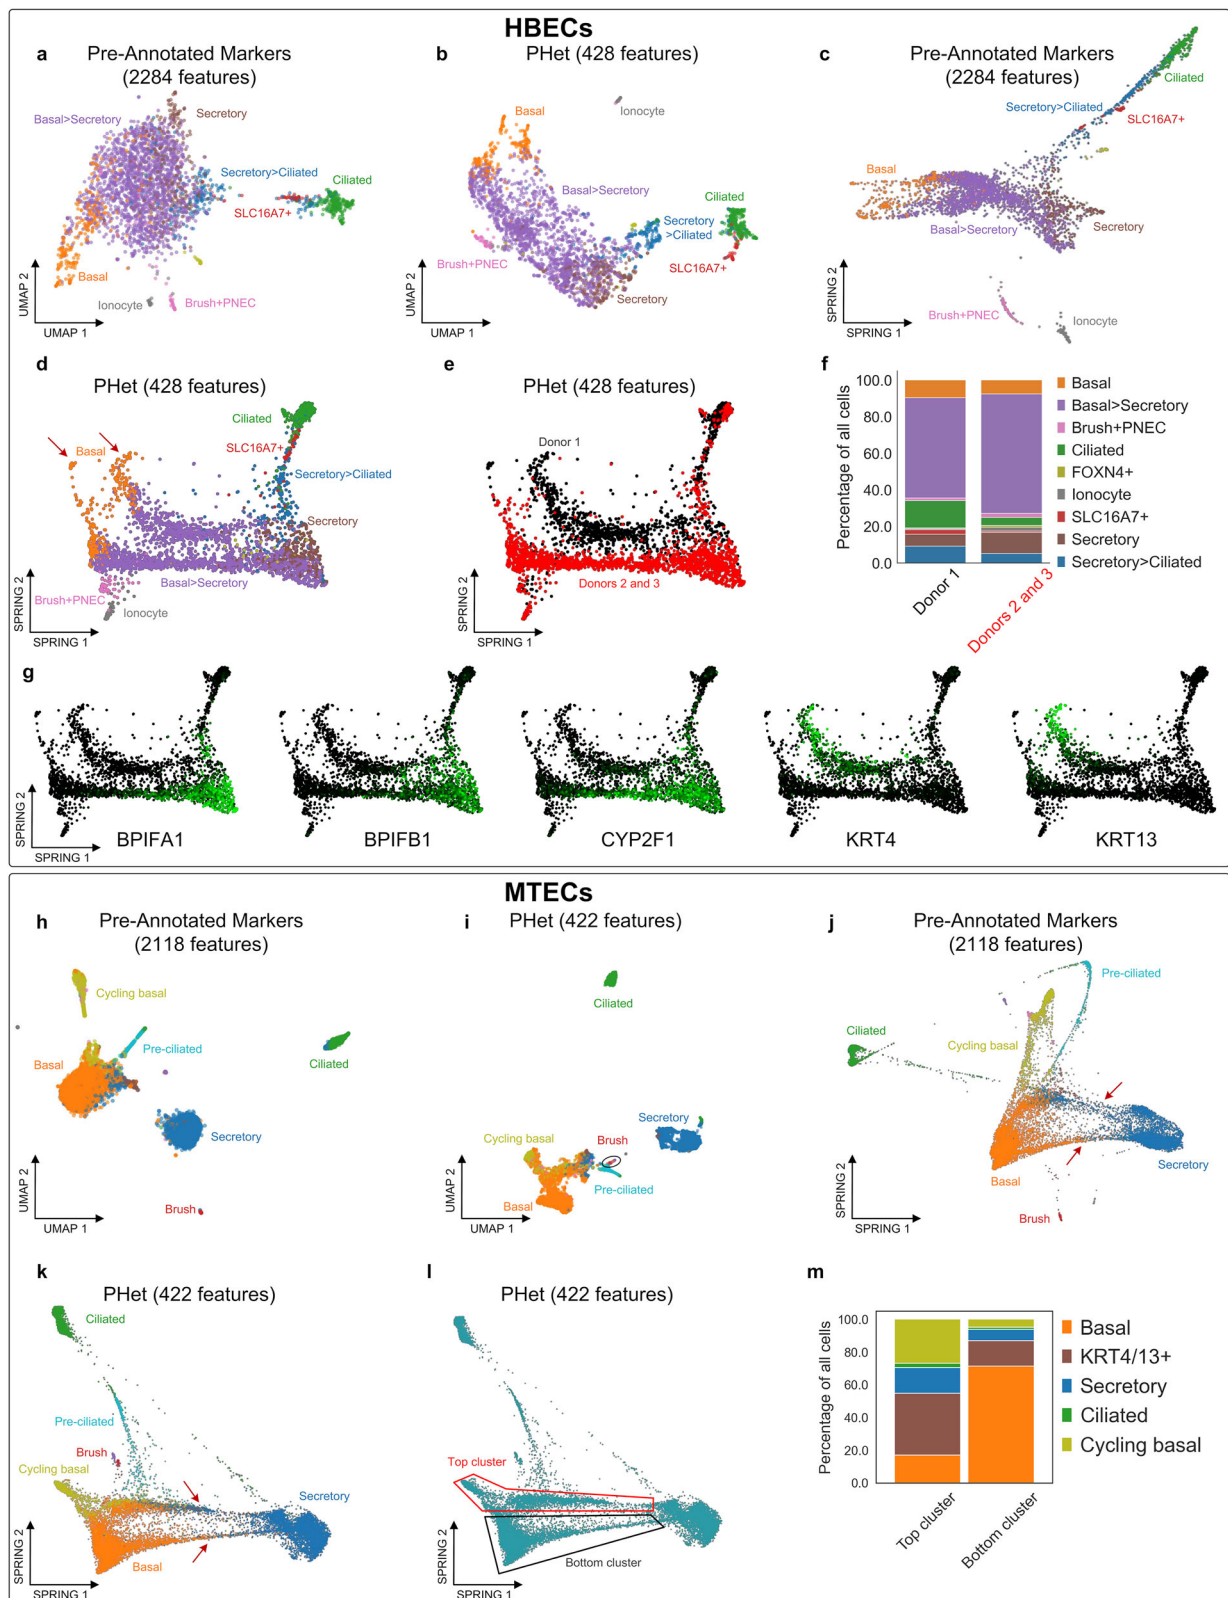 HBECs
a
Pre-Annotated Markers
(2284 features)
Secretory
Basal>Secretory
Secretory>Ciliated
Ciliated
SLC16A7+
Basal
Ionocyte
Brush+PNEC
UMAP 2
UMAP 1
b
PHet (428 features)
Basal
Ionocyte
Basal>Secretory
Ciliated
Secretory
>Ciliated
Brush+PNEC
SLC16A7+
Secretory
UMAP 2
UMAP 1
c
Pre-Annotated Markers
(2284 features)
Ciliated
Secretory>Ciliated
SLC16A7+
Basal
Basal>Secretory
Secretory
Brush+PNEC
Ionocyte
SPRING 2
SPRING 1
d
PHet (428 features)
Ciliated
SLC16A7+
Basal
Secretory>Ciliated
Secretory
Basal>Secretory
Brush+PNEC
Ionocyte
SPRING 2
SPRING 1
e
PHet (428 features)
Donor 1
Donors 2 and 3
SPRING 2
SPRING 1
f
Percentage of all cells
100.0
80.0
60.0
40.0
20.0
0.0
Donor 1
Donors 2 and 3
Basal
Basal>Secretory
Brush+PNEC
Ciliated
FOXN4+
Ionocyte
SLC16A7+
Secretory
Secretory>Ciliated
g
SPRING 2
SPRING 1
BPIFA1
BPIFB1
CYP2F1
KRT4
KRT13
MTECs
h
Pre-Annotated Markers
(2118 features)
Cycling basal
Pre-ciliated
Basal
Ciliated
Secretory
Brush
UMAP 2
UMAP 1
i
PHet (422 features)
Ciliated
Secretory
Cycling basal
Brush
Pre-ciliated
Basal
UMAP 2
UMAP 1
j
Pre-Annotated Markers
(2118 features)
Pre-ciliated
Ciliated
Cycling basal
Secretory
Basal
Brush
SPRING 2
SPRING 1
k
PHet (422 features)
Ciliated
Pre-ciliated
Brush
Cycling basal
Secretory
Basal
SPRING 2
SPRING 1
l
PHet (422 features)
Top cluster
Bottom cluster
SPRING 2
SPRING 1
m
Percentage of all cells
100.0
80.0
60.0
40.0
20.0
0.0
Top cluster
Bottom cluster
Basal
KRT4/13+
Secretory
Ciliated
Cycling basal